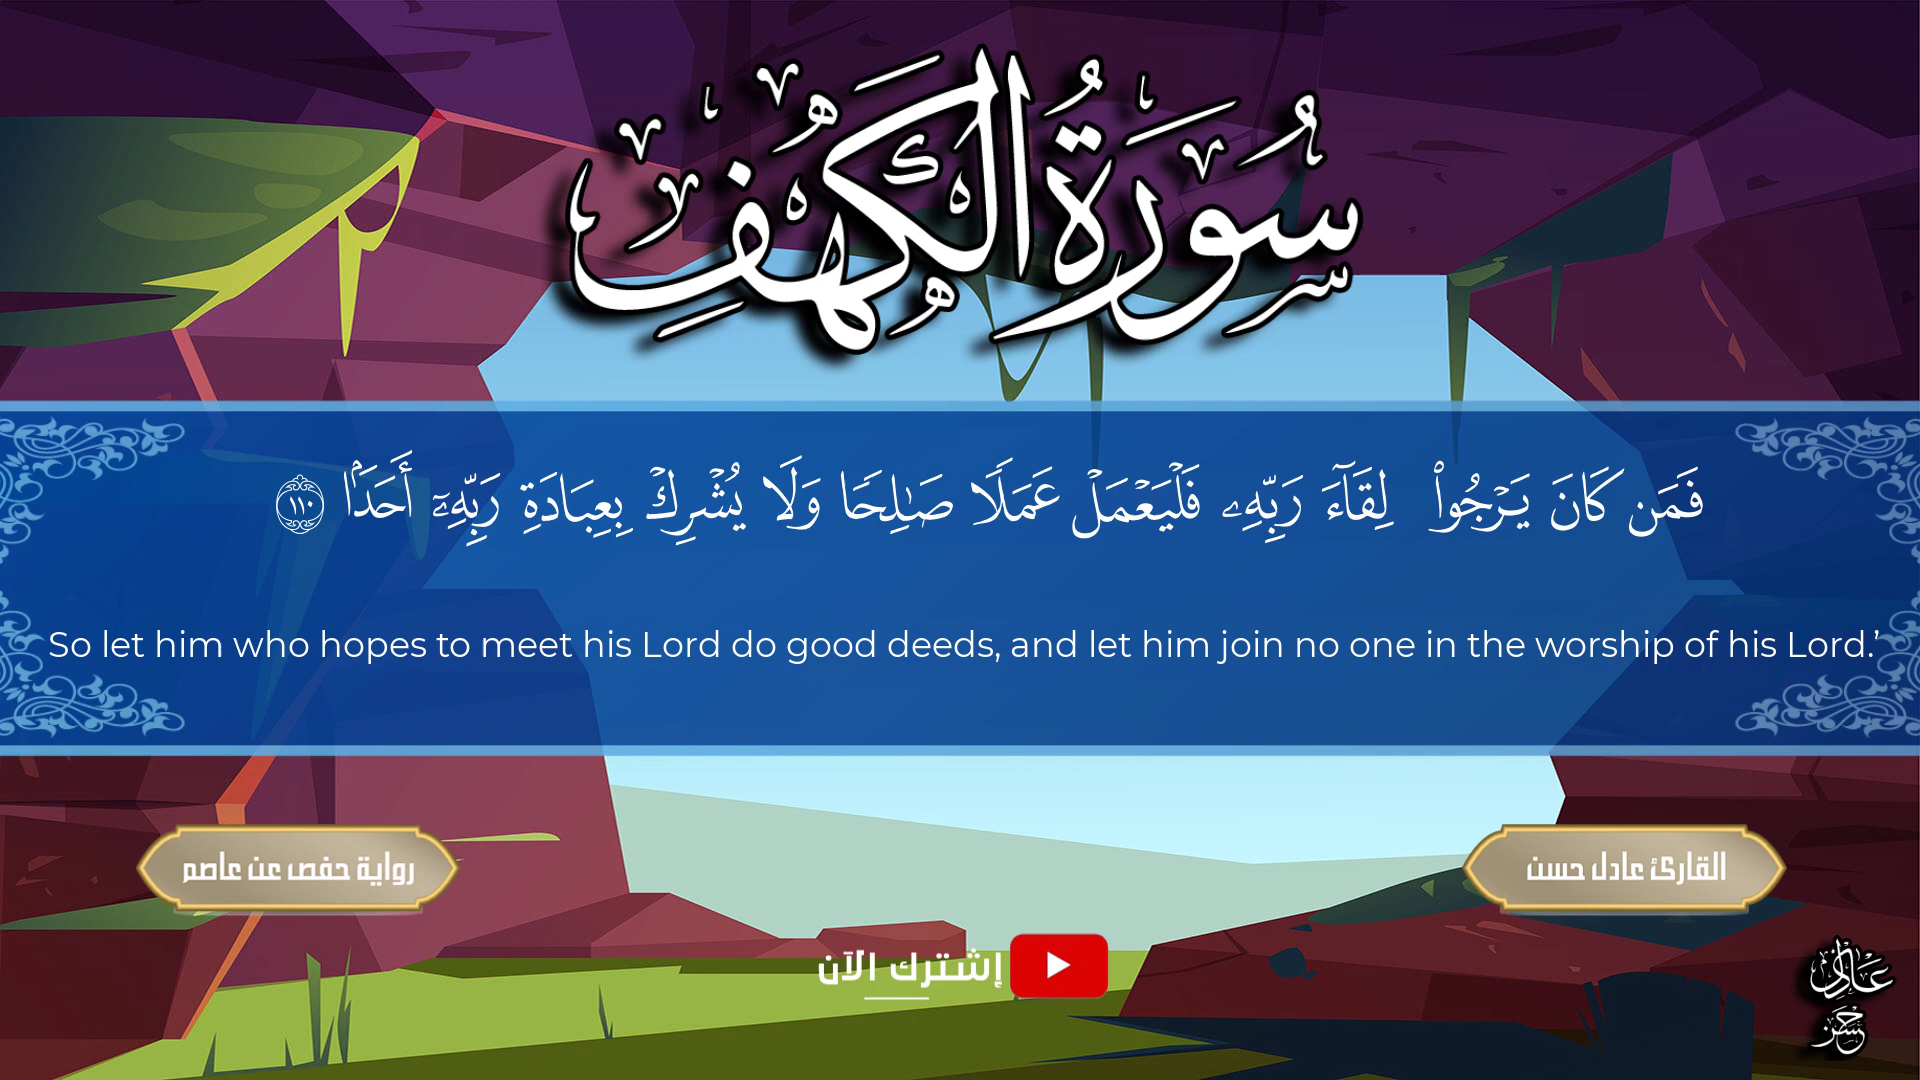 سُورَةُ الكَهْفِ
فَمَن كَانَ يَرْجُوا۟ لِقَآءَ رَبِّهِۦ فَلْيَعْمَلْ عَمَلًا صَـٰلِحًا وَلَا يُشْرِكْ بِعِبَادَةِ رَبِّهِۦٓ أَحَدًۢا ١١٠
So let him who hopes to meet his Lord do good deeds, and let him join no one in the worship of his Lord.’
القارئ عادل حسن
رواية حفص عن عاصم
إشترك الآن
عادل
حسن